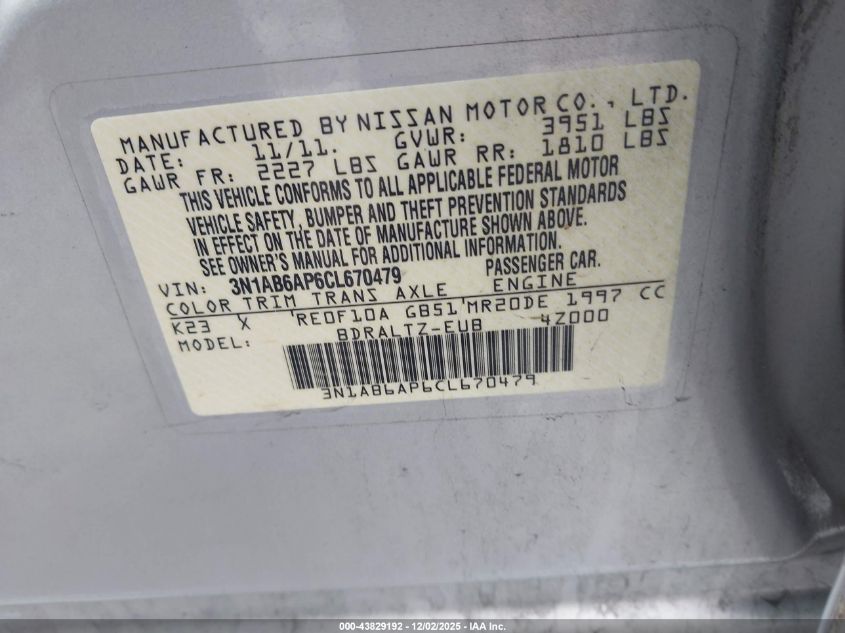 MANUFACTURED BY NISSAN MOTOR CO., LTD.
DATE: 11/11. GVWR: 3951 LBS
GAWR FR: 2227 LBS GAWR RR: 1810 LBS
THIS VEHICLE CONFORMS TO ALL APPLICABLE FEDERAL MOTOR
VEHICLE SAFETY, BUMPER AND THEFT PREVENTION STANDARDS
IN EFFECT ON THE DATE OF MANUFACTURE SHOWN ABOVE.
SEE OWNER'S MANUAL FOR ADDITIONAL INFORMATION.
VIN: 3N1AB6AP6CL670479 PASSENGER CAR.
COLOR TRIM TRANS AXLE ENGINE
K23 X 'RE0F10A GB51'MR20DE 1997 CC
MODEL: BDRALTZ-EUB 4Z000
3N1AB6AP6CL670479
000-43829192 - 12/02/2025 - IAA Inc.